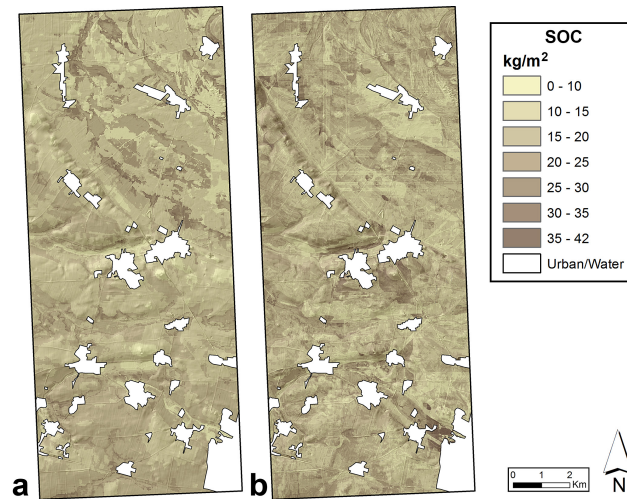 SOC
kg/m²
0 - 10
10 - 15
15 - 20
20 - 25
25 - 30
30 - 35
35 - 42
Urban/Water
a
b
0 1 2
Km
N